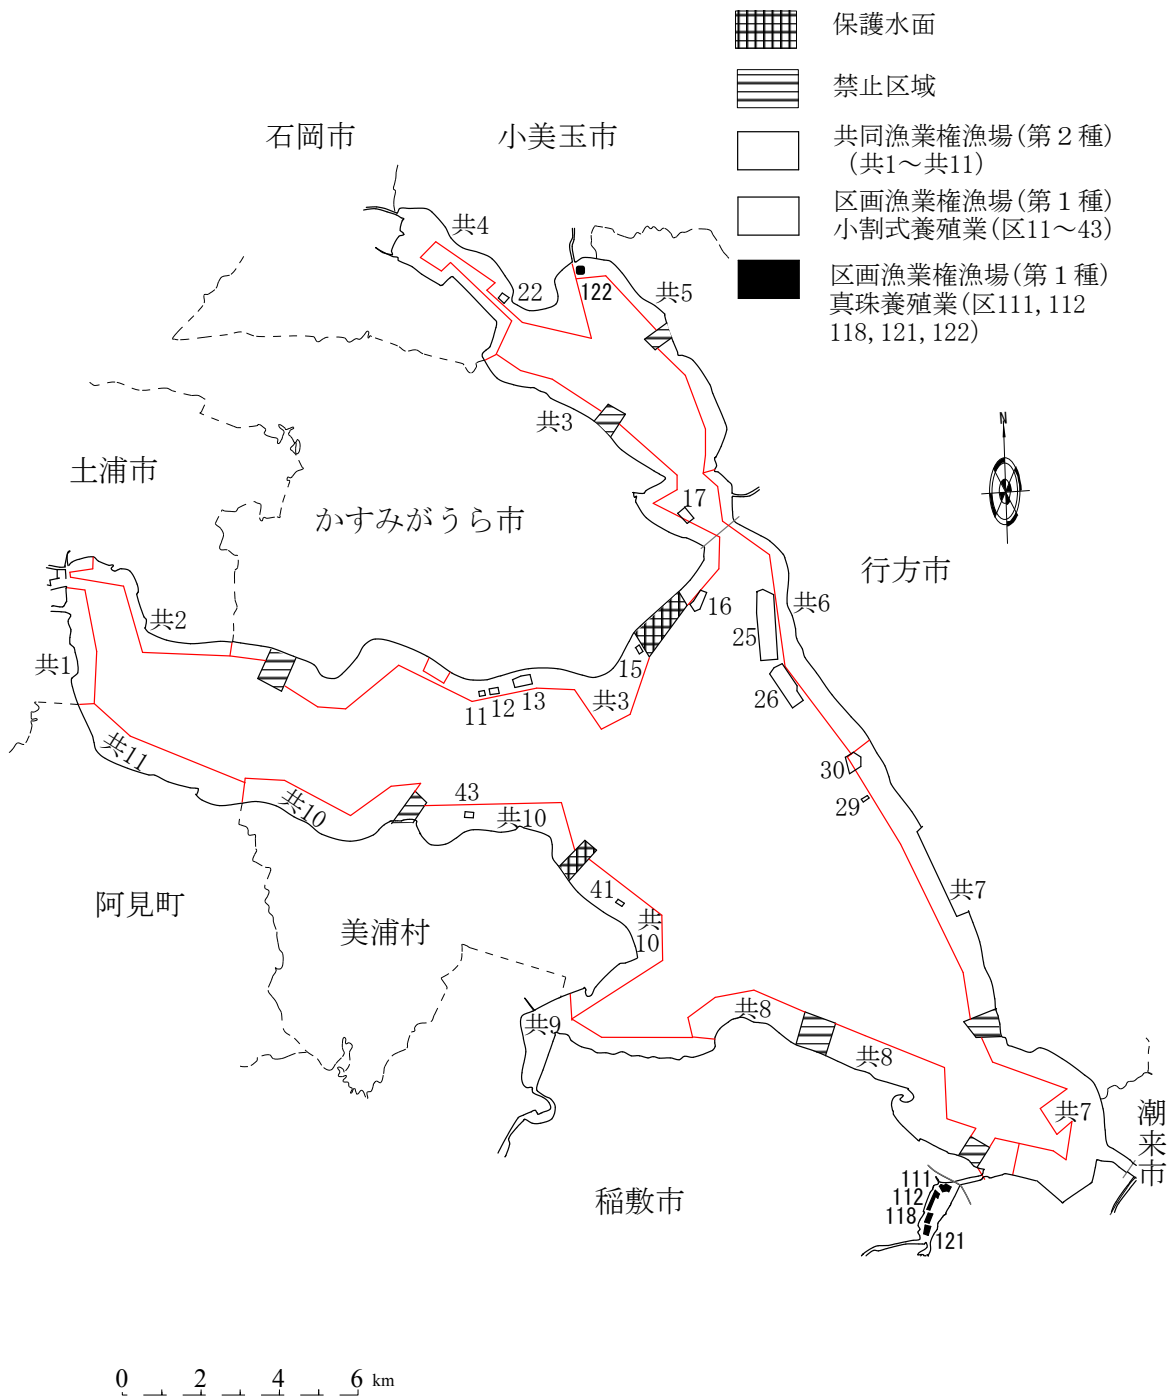 保護水面
禁止区域
共同漁業権漁場(第２種)
(共1～共11)
区画漁業権漁場(第１種)
小割式養殖業(区11～43)
区画漁業権漁場(第１種)
真珠養殖業(区111,112
118,121,122)
石岡市
小美玉市
共4
22
122
共5
共3
17
土浦市
かすみがうら市
N
行方市
共2
16
共6
25
15
共1
26
11
12
13
共3
共11
30
29
43
共10
共10
41
共7
阿見町
美浦村
共
10
共9
共8
共8
共7
潮来市
111
112
118
121
稲敷市
0 2 4 6 km